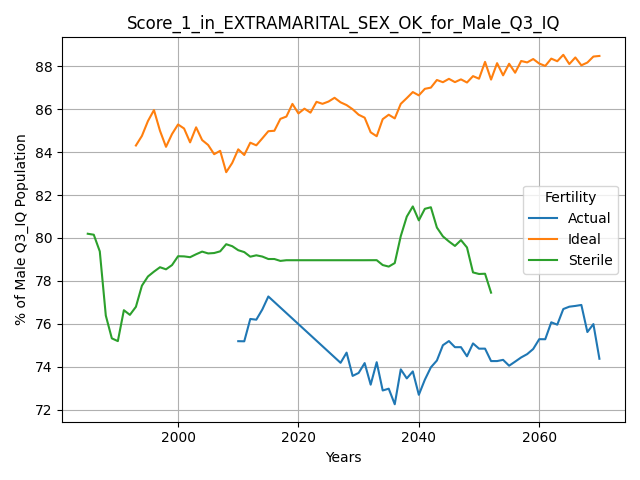 Score_1_in_EXTRAMARITAL_SEX_OK_for_Male_Q3_IQ
% of Male Q3_IQ Population
88
86
84
82
80
78
76
74
72
Fertility
Actual
Ideal
Sterile
2000 2020 2040 2060
Years